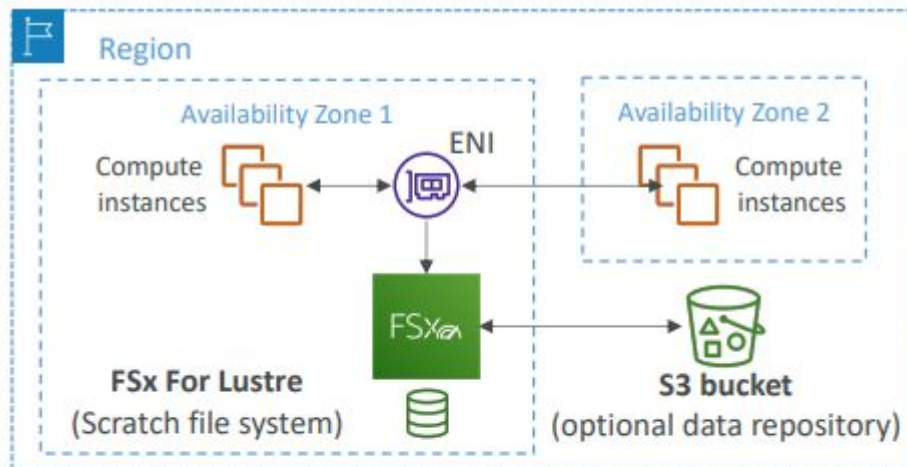 Region
Availability Zone 1
Availability Zone 2
ENI
Compute
instances
Compute
instances
FSx
FSx For Lustre
(Scratch file system)
S3 bucket
(optional data repository)